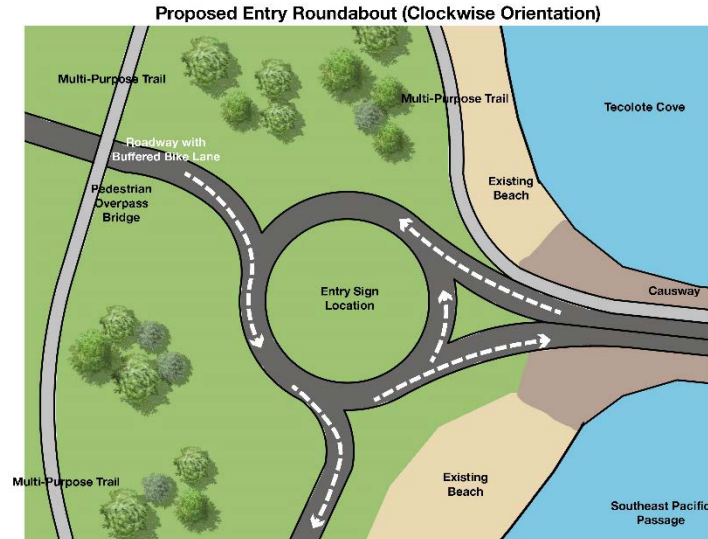 Proposed Entry Roundabout (Clockwise Orientation)
Multi-Purpose Trail
Multi-Purpose Trail
Tecolote Cove
Roadway with
Buffered Bike Lane
Pedestrian
Overpass
Bridge
Existing
Beach
Entry Sign
Location
Causway
Multi-Purpose Trail
Existing
Beach
Southeast Pacific
Passage